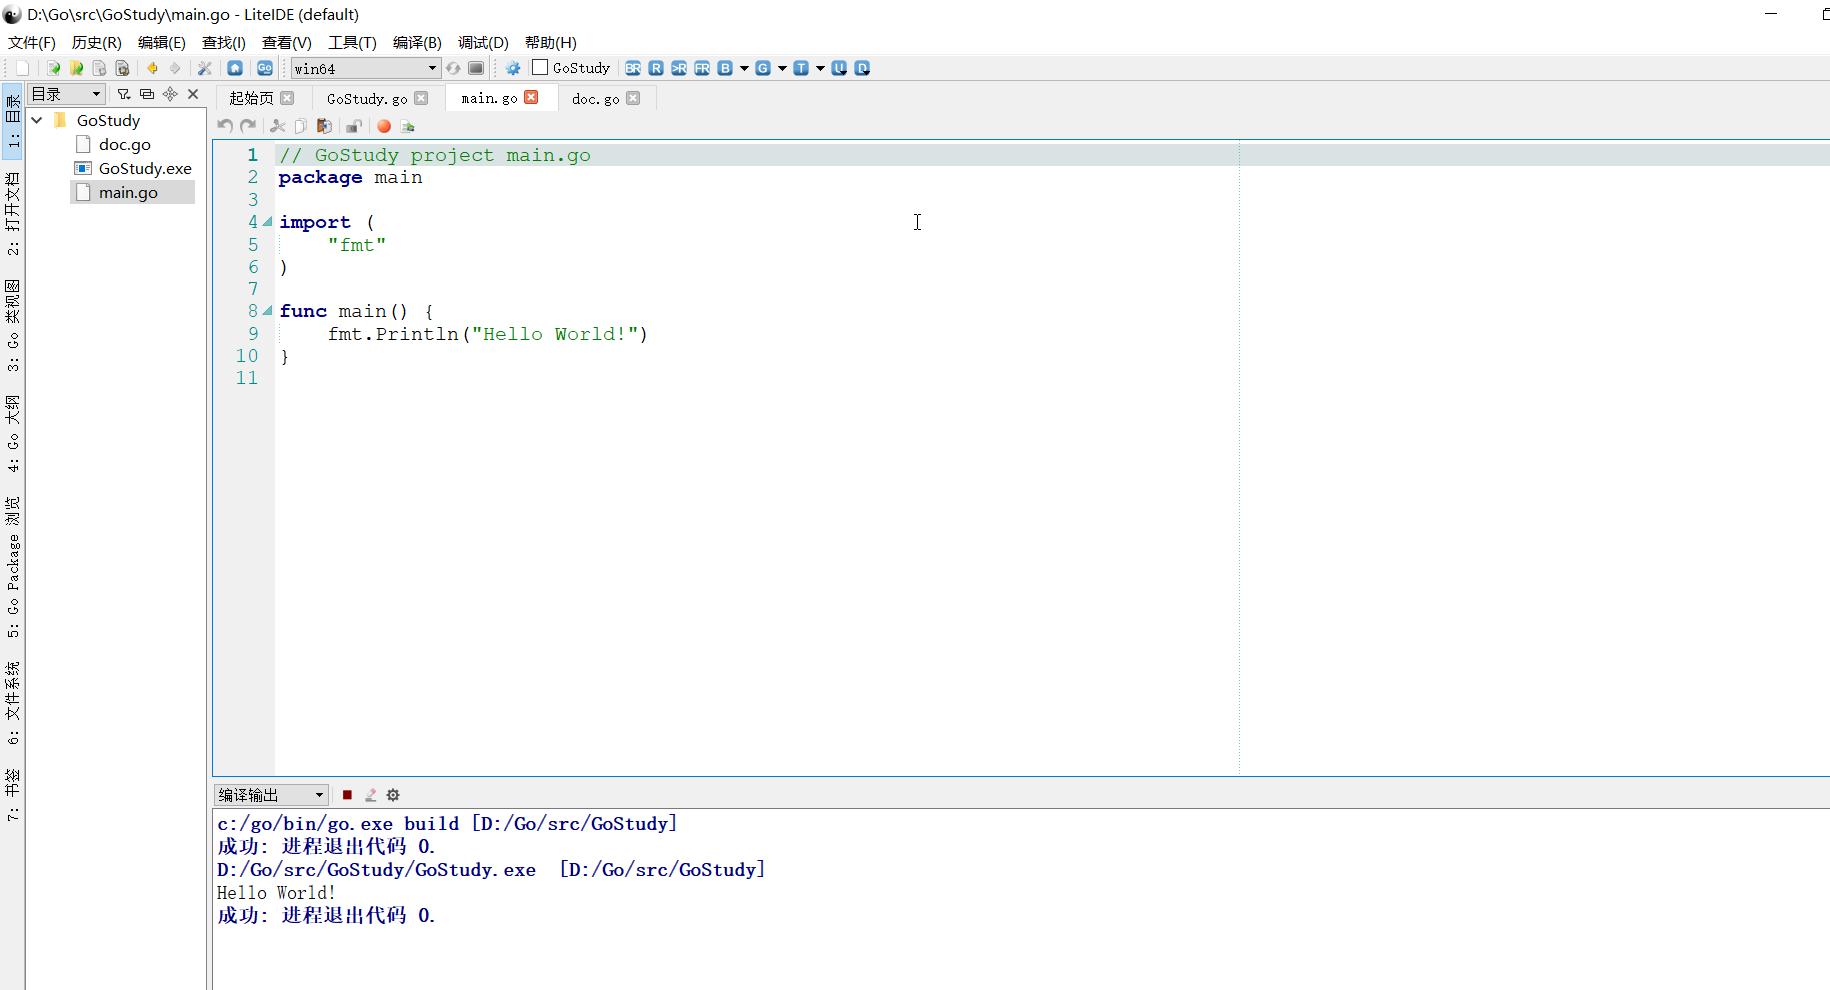 D:\Go\src\GoStudy\main.go - LiteIDE (default)
文件(F) 历史(R) 编辑(E) 查找(I) 查看(V) 工具(T) 编译(B) 调试(D) 帮助(H)
Go win64 GoStudy BR R >R FR B G T U D
目录
起始页 GoStudy.go main.go doc.go
GoStudy
doc.go
GoStudy.exe
main.go
1: 目录
2: 打开文档
3: Go 类视图
4: Go 大纲
5: Go Package 浏览
6: 文件系统
7: 书签
1 // GoStudy project main.go
2 package main
3
4 import (
5 "fmt"
6 )
7
8 func main() {
9 fmt.Println("Hello World!")
10 }
11
编译输出
c:/go/bin/go.exe build [D:/Go/src/GoStudy]
成功: 进程退出代码 0.
D:/Go/src/GoStudy/GoStudy.exe [D:/Go/src/GoStudy]
Hello World!
成功: 进程退出代码 0.